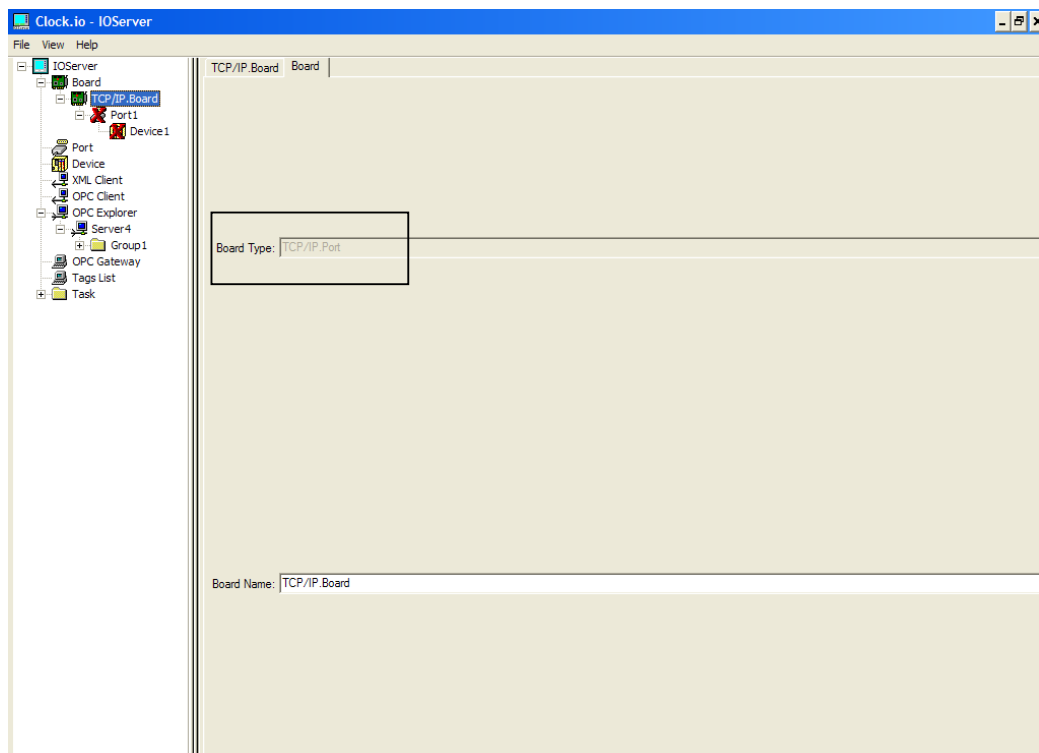 Clock.io - IOServer
File View Help
IOServer
Board
TCP/IP.Board
Port1
Device1
Port
Device
XML Client
OPC Client
OPC Explorer
Server4
Group1
OPC Gateway
Tags List
Task
TCP/IP.Board Board
Board Type: TCP/IP.Port
Board Name: TCP/IP.Board